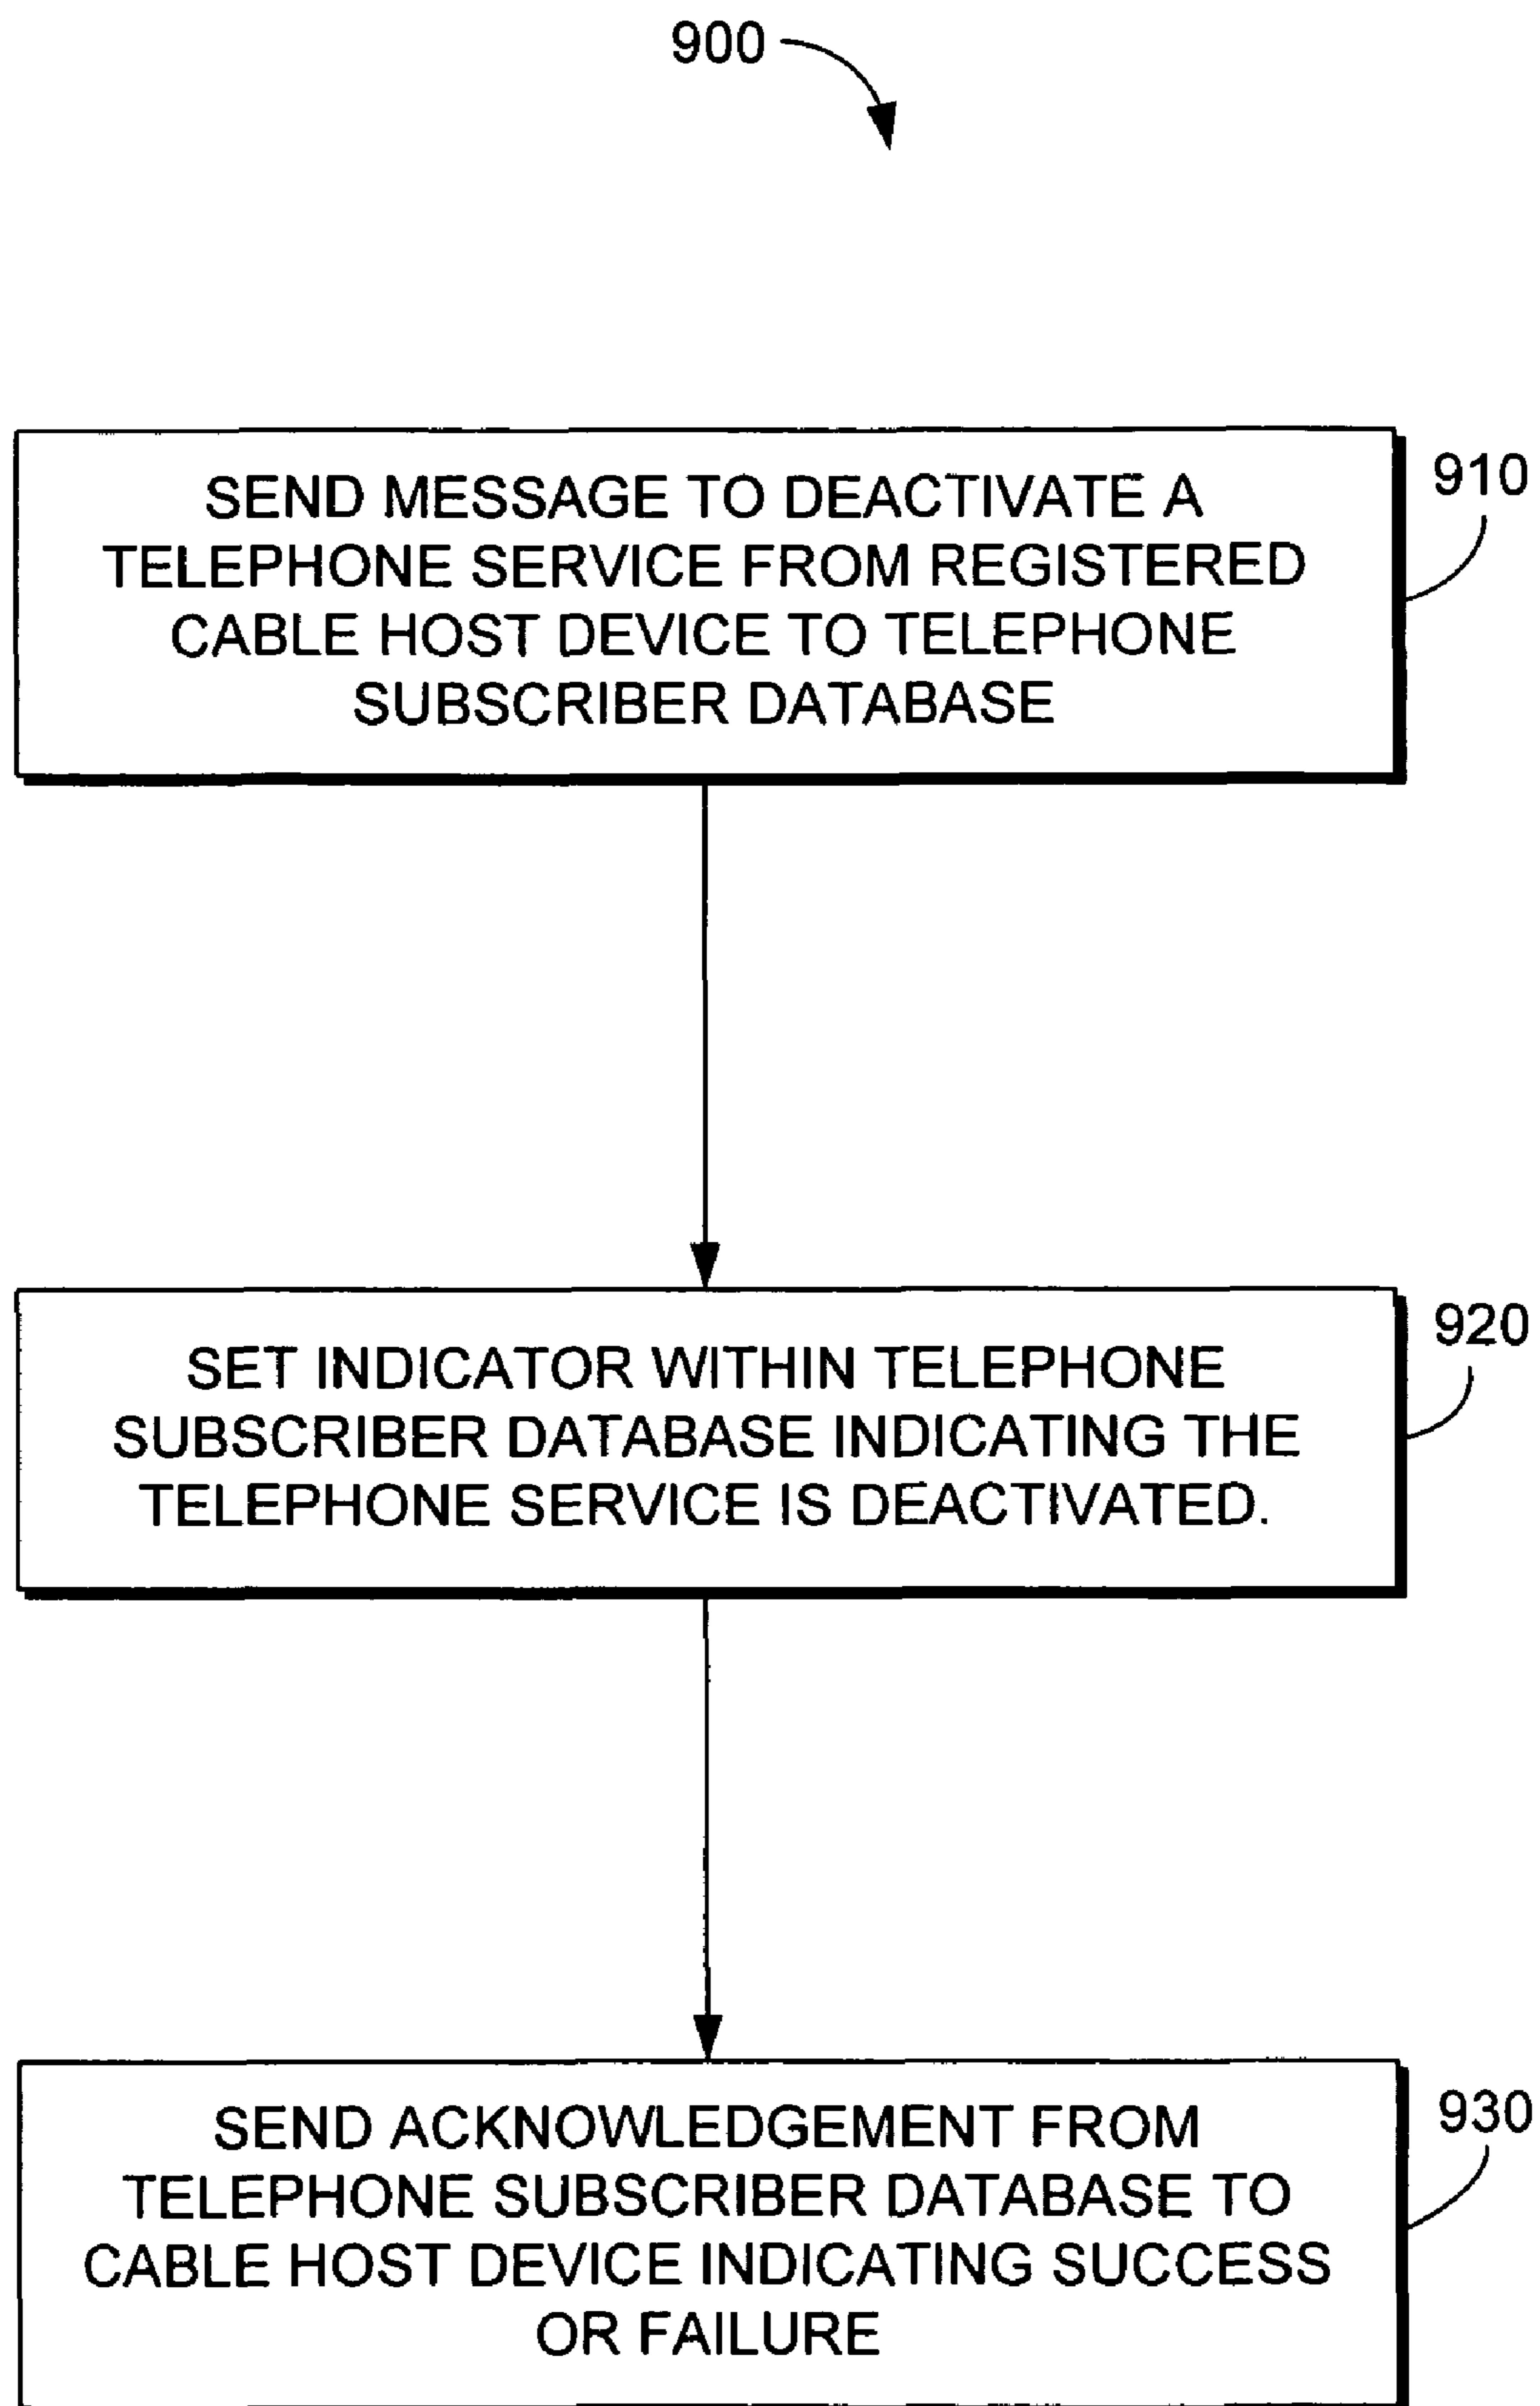 900
SEND MESSAGE TO DEACTIVATE A
TELEPHONE SERVICE FROM REGISTERED
CABLE HOST DEVICE TO TELEPHONE
SUBSCRIBER DATABASE
910
SET INDICATOR WITHIN TELEPHONE
SUBSCRIBER DATABASE INDICATING THE
TELEPHONE SERVICE IS DEACTIVATED.
920
SEND ACKNOWLEDGEMENT FROM
TELEPHONE SUBSCRIBER DATABASE TO
CABLE HOST DEVICE INDICATING SUCCESS
OR FAILURE
930